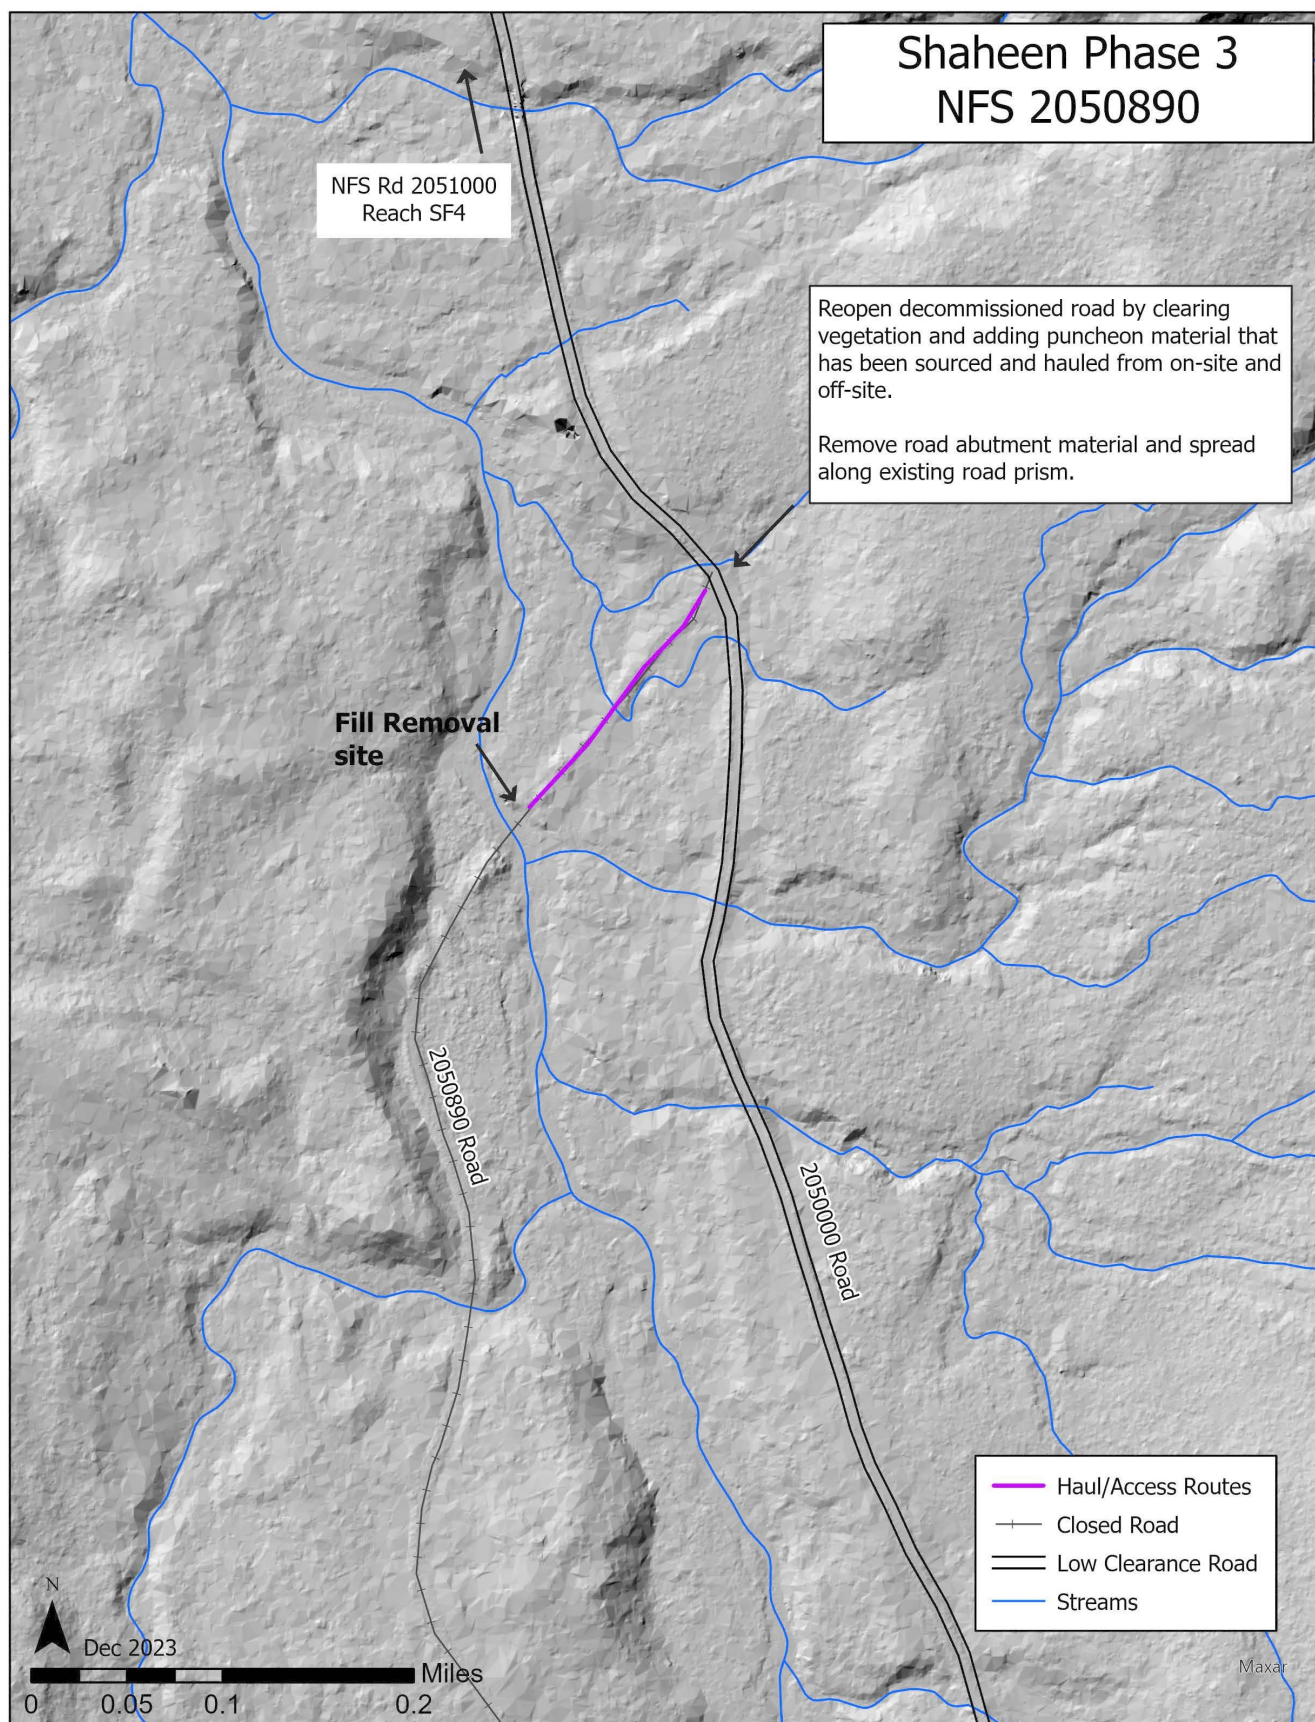 Shaheen Phase 3
NFS 2050890
NFS Rd 2051000
Reach SF4
Reopen decommissioned road by clearing
vegetation and adding puncheon material that
has been sourced and hauled from on-site and
off-site.
Remove road abutment material and spread
along existing road prism.
Fill Removal
site
2050890 Road
2050000 Road
Haul/Access Routes
Closed Road
Low Clearance Road
Streams
N
Dec 2023
Miles
0 0.05 0.1 0.2
Maxar